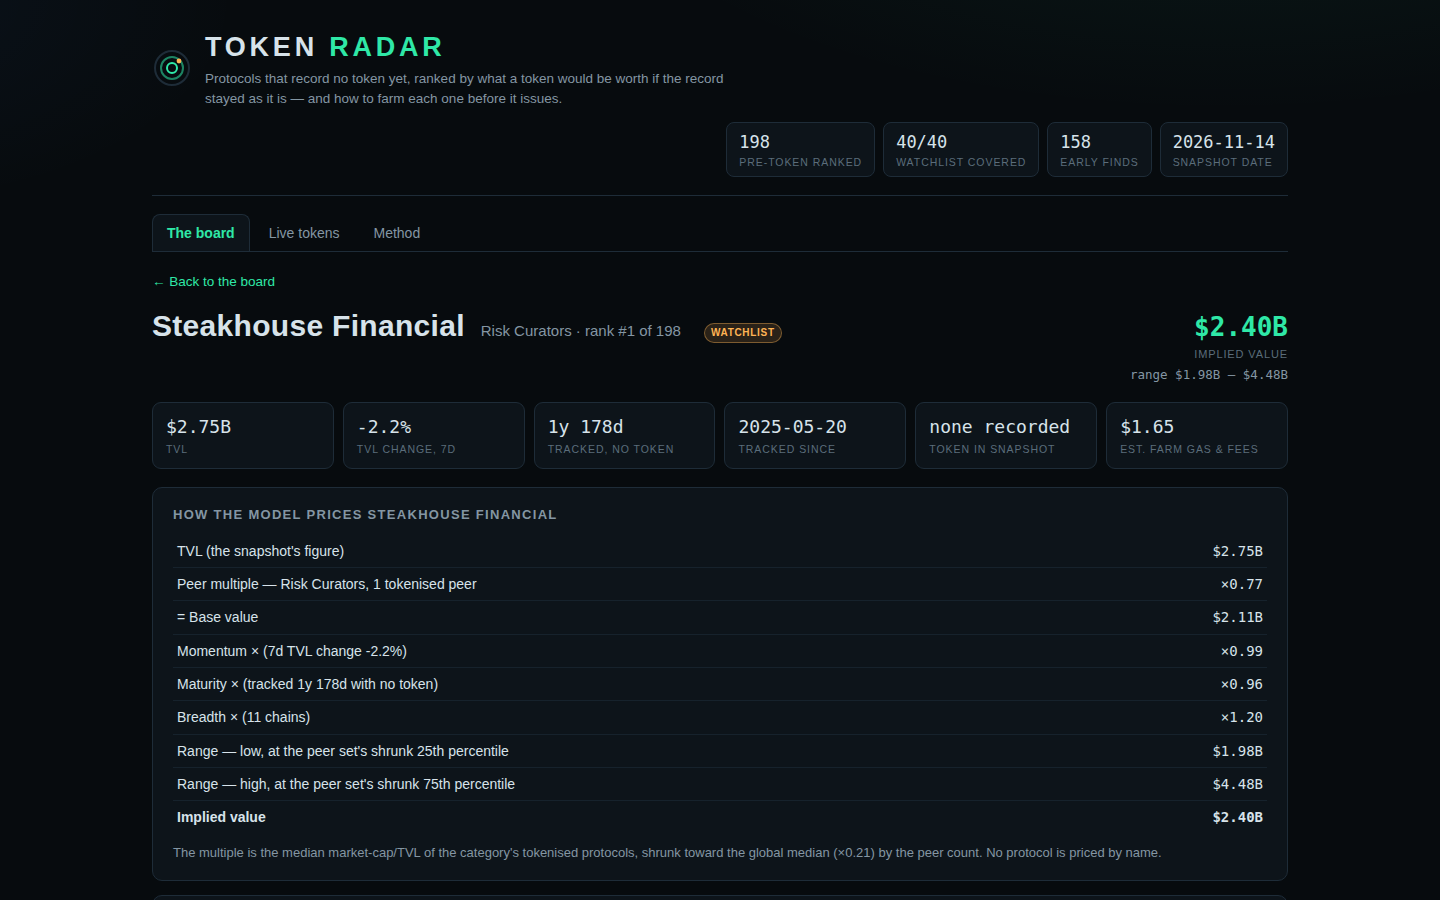 TOKEN RADAR
Protocols that record no token yet, ranked by what a token would be worth if the record
stayed as it is — and how to farm each one before it issues.
198
PRE-TOKEN RANKED
40/40
WATCHLIST COVERED
158
EARLY FINDS
2026-11-14
SNAPSHOT DATE
The board
Live tokens
Method
← Back to the board
Steakhouse Financial
Risk Curators · rank #1 of 198
WATCHLIST
$2.40B
IMPLIED VALUE
range $1.98B — $4.48B
$2.75B
TVL
-2.2%
TVL CHANGE, 7D
1y 178d
TRACKED, NO TOKEN
2025-05-20
TRACKED SINCE
none recorded
TOKEN IN SNAPSHOT
$1.65
EST. FARM GAS & FEES
HOW THE MODEL PRICES STEAKHOUSE FINANCIAL
TVL (the snapshot's figure) $2.75B
Peer multiple — Risk Curators, 1 tokenised peer ×0.77
= Base value $2.11B
Momentum × (7d TVL change -2.2%) ×0.99
Maturity × (tracked 1y 178d with no token) ×0.96
Breadth × (11 chains) ×1.20
Range — low, at the peer set's shrunk 25th percentile $1.98B
Range — high, at the peer set's shrunk 75th percentile $4.48B
Implied value $2.40B
The multiple is the median market-cap/TVL of the category's tokenised protocols, shrunk toward the global median (×0.21) by the peer count. No protocol is priced by name.